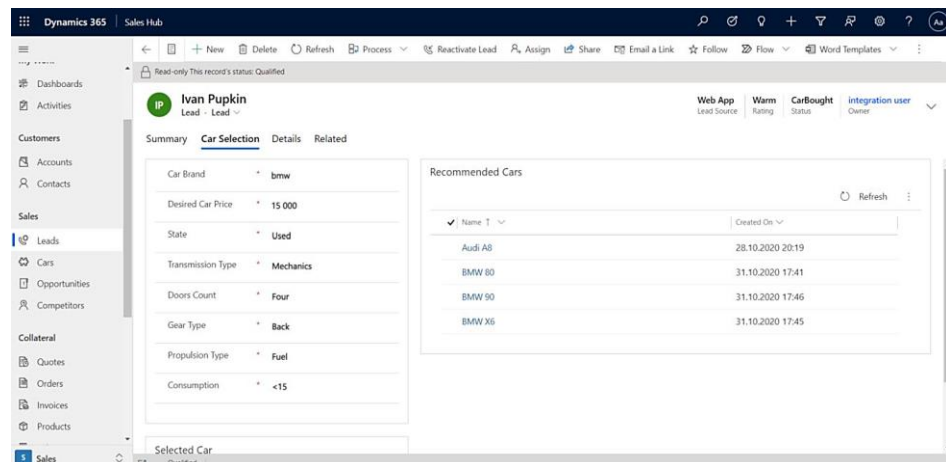 Dynamics 365 Sales Hub
New Delete Refresh Process Reactivate Lead Assign Share Email a Link Follow Flow Word Templates
Read-only This record's status: Qualified
Dashboards
Activities
Customers
Accounts
Contacts
Sales
Leads
Cars
Opportunities
Competitors
Collateral
Quotes
Orders
Invoices
Products
S Sales
IP Ivan Pupkin
Lead · Lead
Web App
Lead Source
Warm
Rating
CarBought
Status
integration user
Owner
Aa
Summary Car Selection Details Related
Car Brand * bmw
Desired Car Price * 15 000
State * Used
Transmission Type * Mechanics
Doors Count * Four
Gear Type * Back
Propulsion Type * Fuel
Consumption * <15
Selected Car
Recommended Cars
Refresh
Name ↑ Created On
Audi A8 28.10.2020 20:19
BMW 80 31.10.2020 17:41
BMW 90 31.10.2020 17:46
BMW X6 31.10.2020 17:45